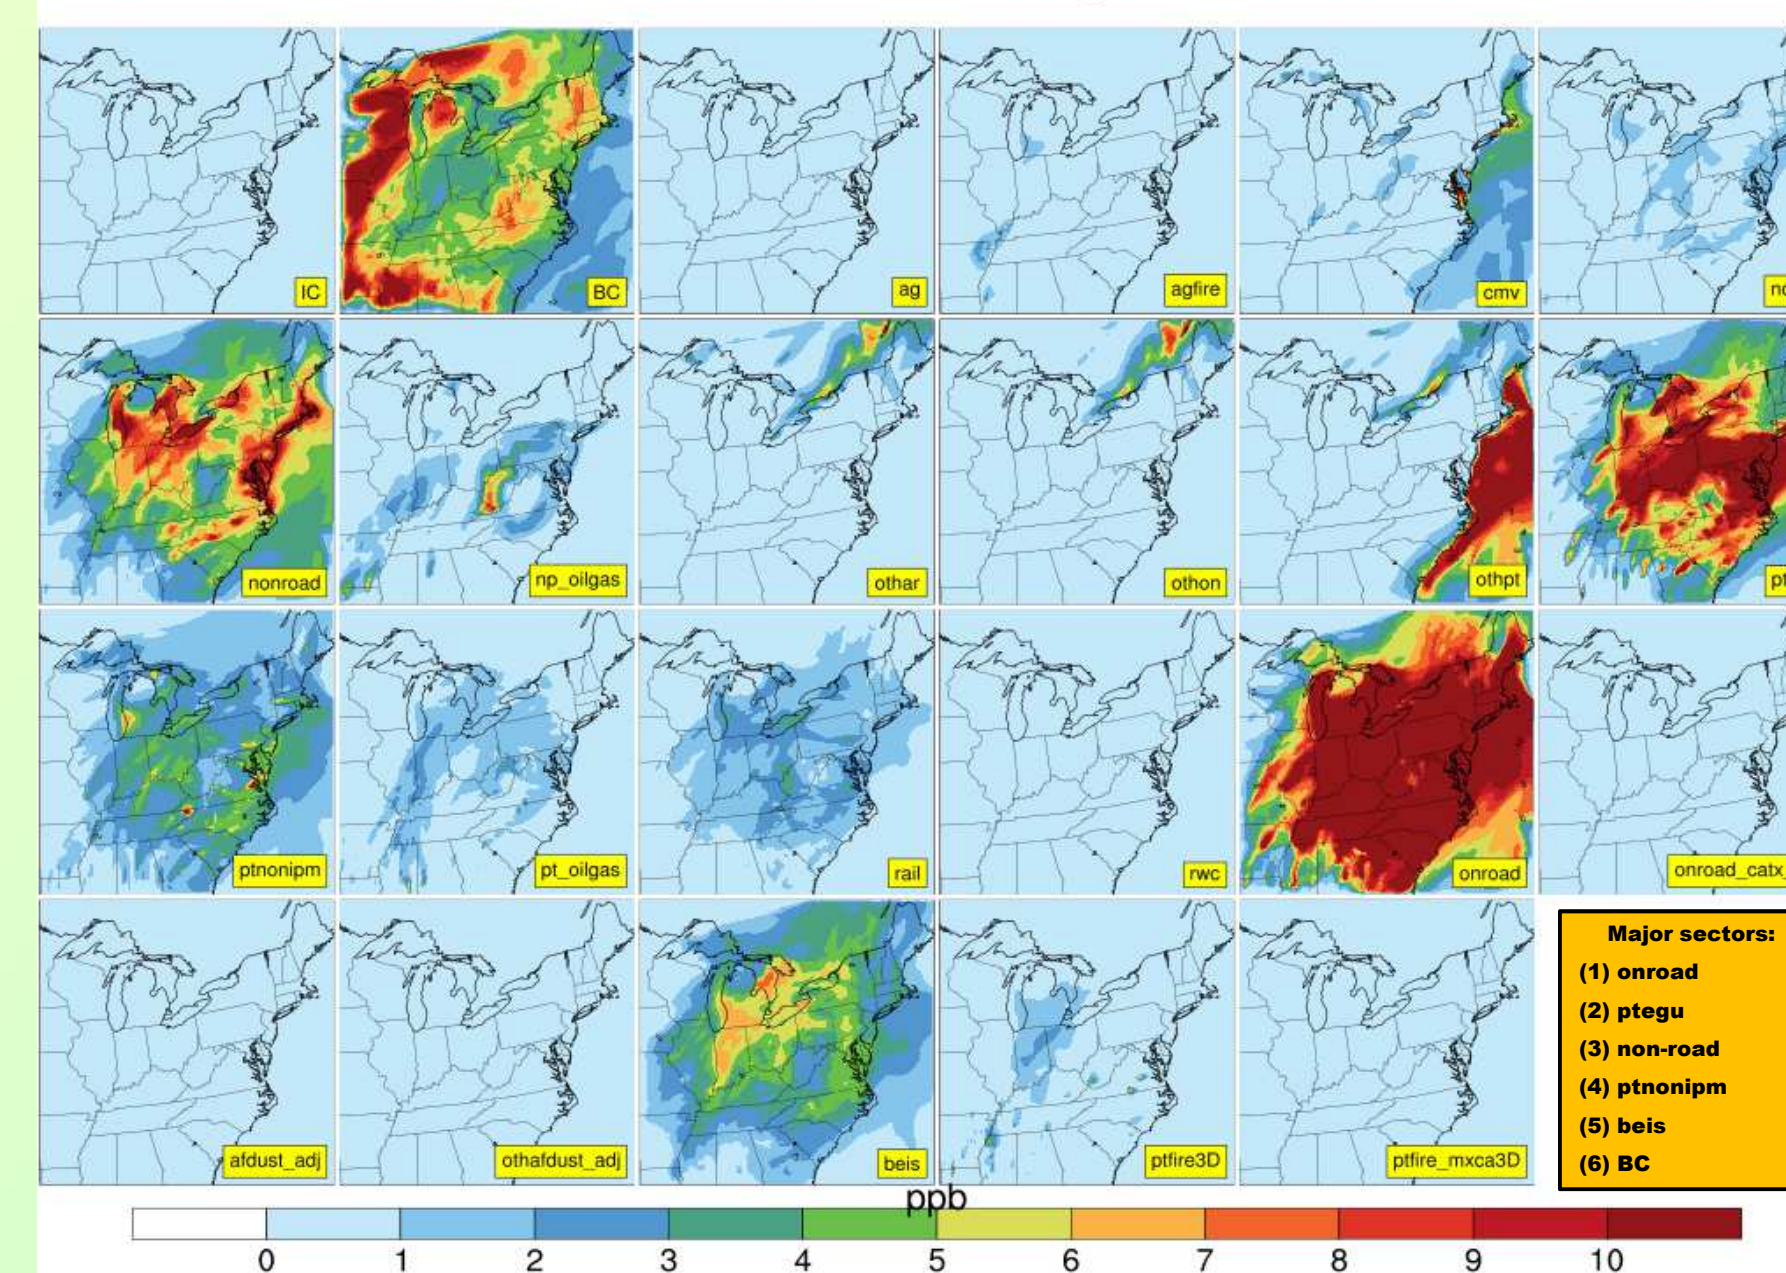 IC
BC
ag
agfire
cmv
nonroad
np_oilgas
othar
othon
othpt
ptnonipm
pt_oilgas
rail
rwc
onroad
onroad_catx_
afdust_adj
othafdust_adj
beis
ptfire3D
ptfire_mxca3D
Major sectors:
(1) onroad
(2) ptegu
(3) non-road
(4) ptnonipm
(5) beis
(6) BC
ppb
0 1 2 3 4 5 6 7 8 9 10